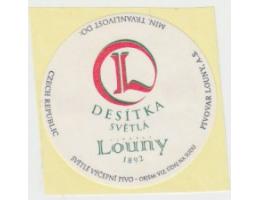 MIN. TRVANLIVOST DO:
L
DESÍTKA
SVĚTLÁ
Louny
1892
CZECH REPUBLIC
PIVOVAR LOUNY, A.S.
SVĚTLÉ VÝČEPNÍ PIVO